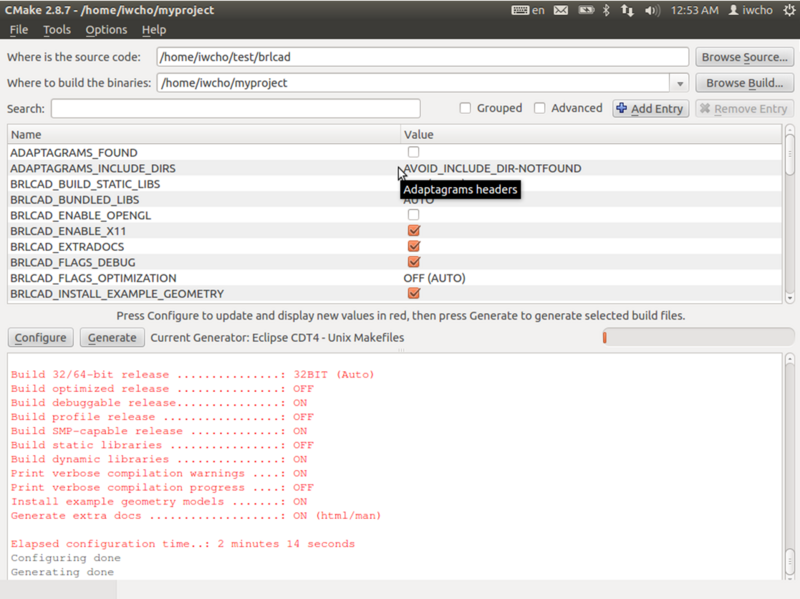 CMake 2.8.7 - /home/iwcho/myproject en 12:53 AM iwcho
File Tools Options Help
Where is the source code: /home/iwcho/test/brlcad Browse Source...
Where to build the binaries: /home/iwcho/myproject Browse Build...
Search: Grouped Advanced Add Entry Remove Entry
Name Value
ADAPTAGRAMS_FOUND
ADAPTAGRAMS_INCLUDE_DIRS AVOID_INCLUDE_DIR-NOTFOUND
BRLCAD_BUILD_STATIC_LIBS Adaptagrams headers
BRLCAD_BUNDLED_LIBS AUTO
BRLCAD_ENABLE_OPENGL
BRLCAD_ENABLE_X11
BRLCAD_EXTRADOCS
BRLCAD_FLAGS_DEBUG
BRLCAD_FLAGS_OPTIMIZATION OFF (AUTO)
BRLCAD_INSTALL_EXAMPLE_GEOMETRY
Press Configure to update and display new values in red, then press Generate to generate selected build files.
Configure Generate Current Generator: Eclipse CDT4 - Unix Makefiles
Build 32/64-bit release ...............: 32BIT (Auto)
Build optimized release ...............: OFF
Build debuggable release...............: ON
Build profile release .................: OFF
Build SMP-capable release .............: ON
Build static libraries ................: OFF
Build dynamic libraries ...............: ON
Print verbose compilation warnings ....: ON
Print verbose compilation progress ....: OFF
Install example geometry models .......: ON
Generate extra docs ...................: ON (html/man)
Elapsed configuration time..: 2 minutes 14 seconds
Configuring done
Generating done